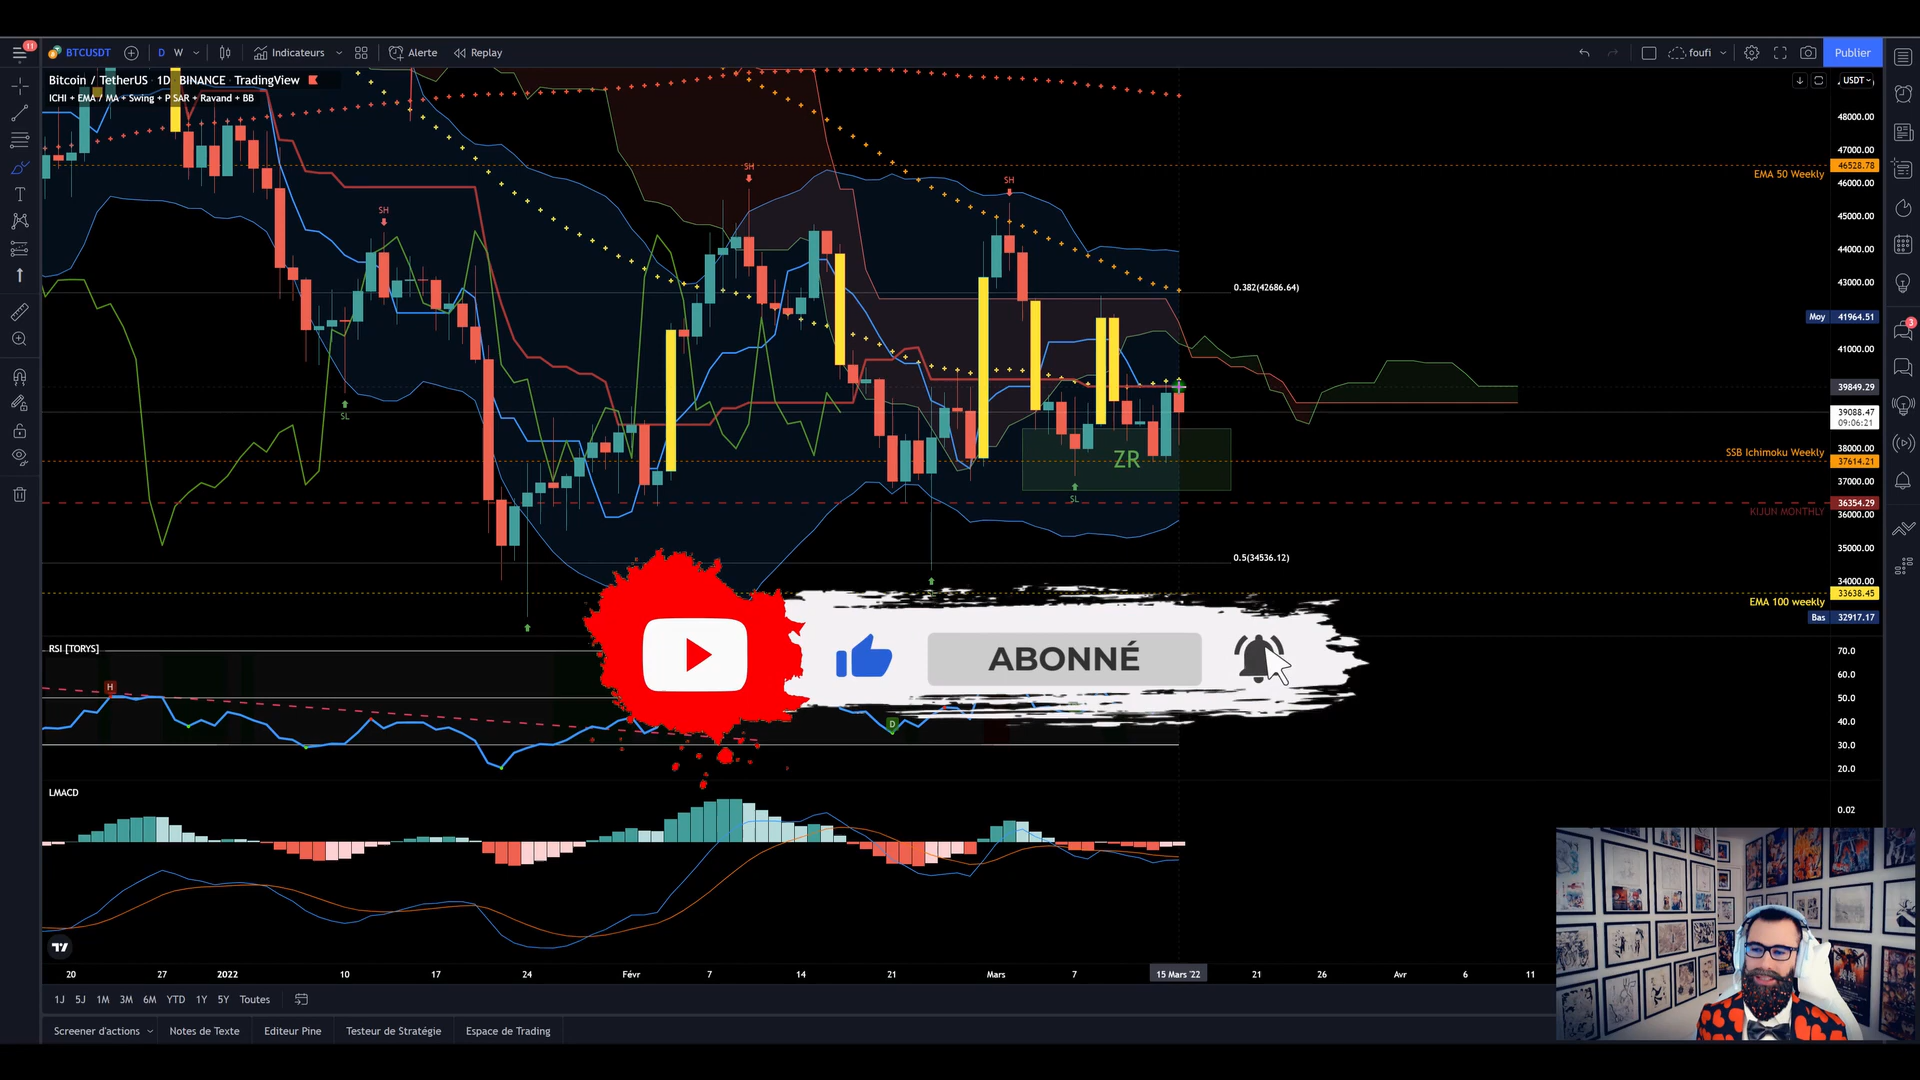 11
BTCUSDT
D W
Indicateurs
Alerte
Replay
foufi
Publier
Bitcoin / TetherUS 1D BINANCE TradingView
ICHI + EMA / MA + Swing + P SAR + Ravand + BB
USDT
48000.00
47000.00
46528.78
EMA 50 Weekly
46000.00
45000.00
44000.00
43000.00
Moy 41964.51
41000.00
39849.29
39088.47
09:06:21
38000.00
SSB Ichimoku Weekly
37614.21
37000.00
36354.29
KIJUN MONTHLY
36000.00
35000.00
34000.00
33638.45
EMA 100 weekly
Bas 32917.17
3
SH
SH
SH
SL
SL
ZR
0.382(42686.64)
0.5(34536.12)
ABONNÉ
RSI [TORYS]
H
D
70.0
60.0
50.0
40.0
30.0
20.0
LMACD
0.02
20 27 2022 10 17 24 Févr 7 14 21 Mars 7 15 Mars '22 21 26 Avr 6 11
1J 5J 1M 3M 6M YTD 1Y 5Y Toutes
Screener d'actions
Notes de Texte
Editeur Pine
Testeur de Stratégie
Espace de Trading